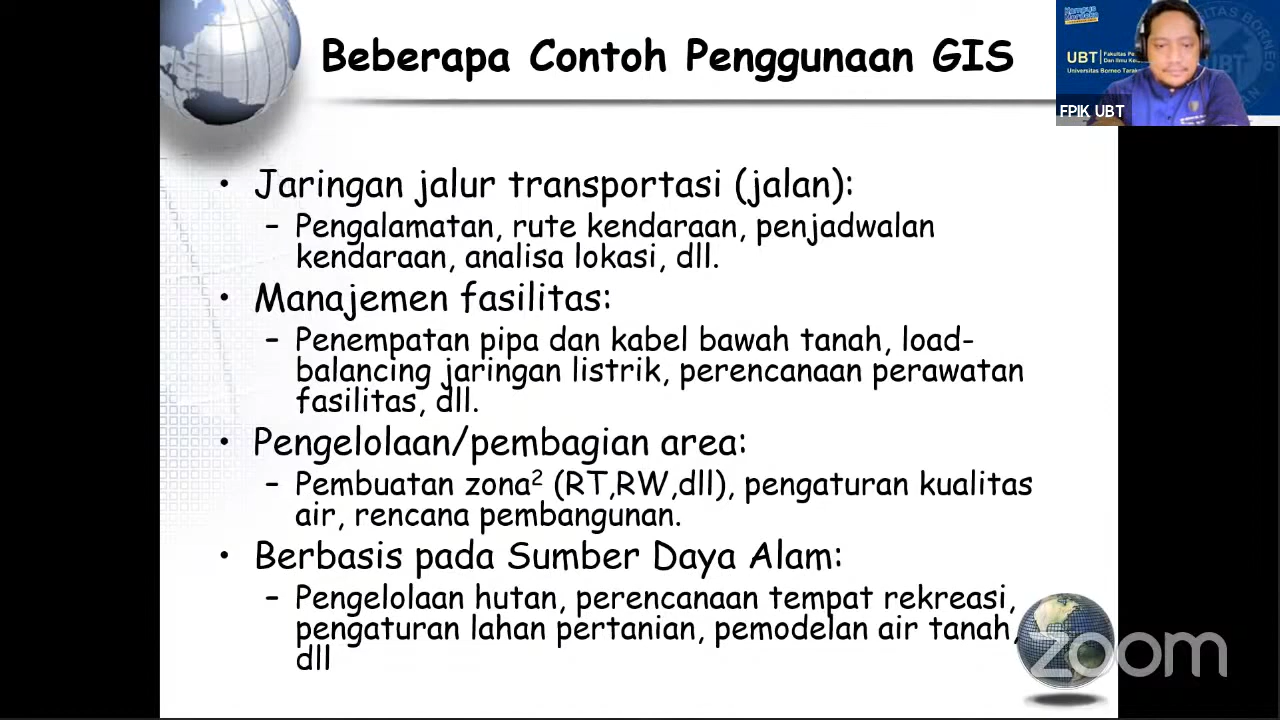 Beberapa Contoh Penggunaan GIS
• Jaringan jalur transportasi (jalan):
– Pengalamatan, rute kendaraan, penjadwalan
kendaraan, analisa lokasi, dll.
• Manajemen fasilitas:
– Penempatan pipa dan kabel bawah tanah, load-
balancing jaringan listrik, perencanaan perawatan
fasilitas, dll.
• Pengelolaan/pembagian area:
– Pembuatan zona² (RT,RW,dll), pengaturan kualitas
air, rencana pembangunan.
• Berbasis pada Sumber Daya Alam:
– Pengelolaan hutan, perencanaan tempat rekreasi,
pengaturan lahan pertanian, pemodelan air tanah,
dll
Kampus
Merdeka
UBT
Fakultas
Dan Ilmu
Universitas Borneo
UBT
FPIK UBT
zoom